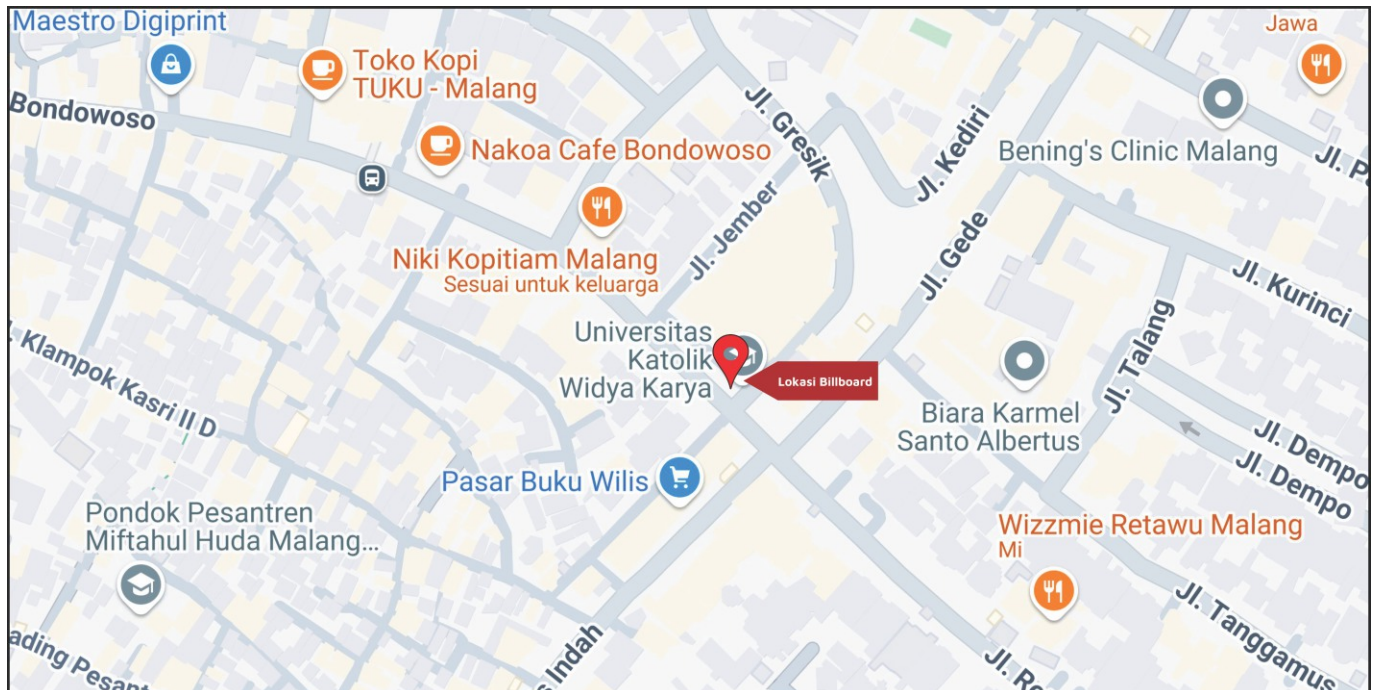 Maestro Digiprint
Toko Kopi
TUKU - Malang
Jawa
Bondowoso
Nakoa Cafe Bondowoso
Jl. Gresik
Jl. Kediri
Bening's Clinic Malang
Jl. P
Niki Kopitiam Malang
Sesuai untuk keluarga
Jl. Jember
Jl. Gede
Jl. Kurinci
Universitas
Katolik
Widya Karya
Lokasi Billboard
Jl. Talang
. Klampok Kasri II D
Biara Karmel
Santo Albertus
Jl. Dempo
Jl. Dempo
Pasar Buku Wilis
Pondok Pesantren
Miftahul Huda Malang...
Wizzmie Retawu Malang
Mi
Jl. Tanggamus
ading Pesant
s Indah
Jl. R